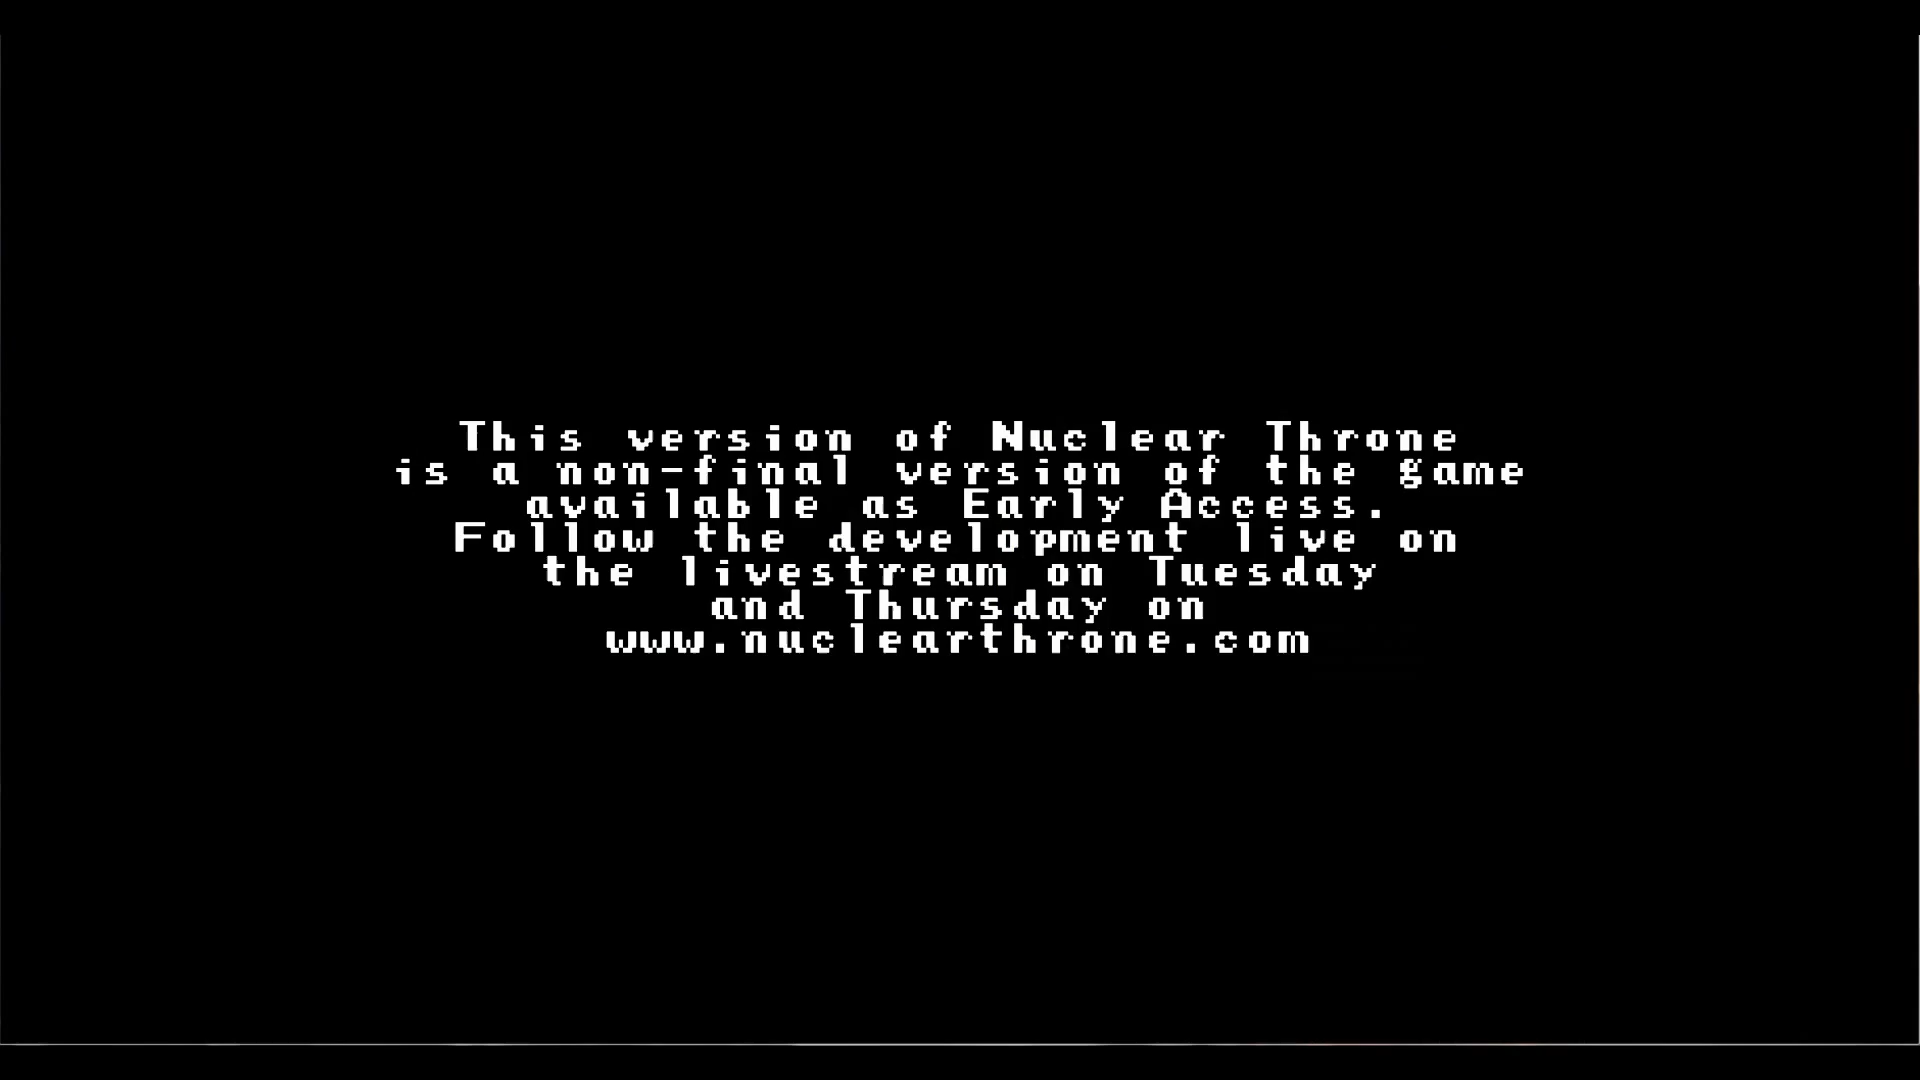 This version of Nuclear Throne
is a non-final version of the game
available as Early Access.
Follow the development live on
the livestream on Tuesday
and Thursday on
www.nuclearthrone.com